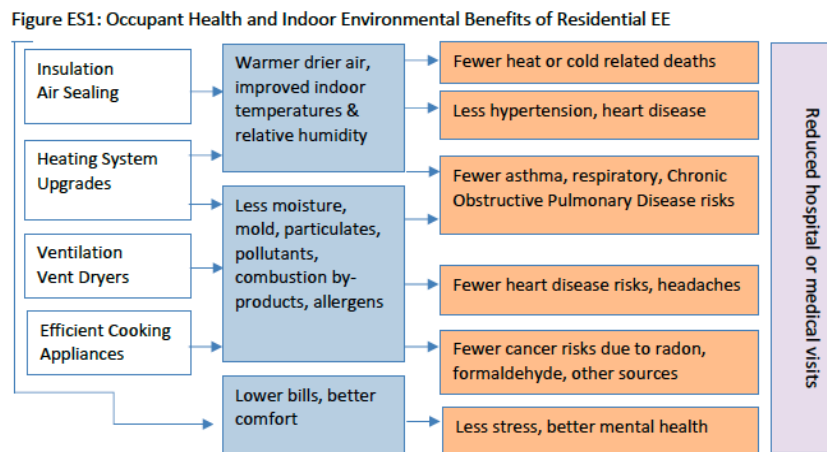 Figure ES1: Occupant Health and Indoor Environmental Benefits of Residential EE
Insulation
Air Sealing
Heating System
Upgrades
Ventilation
Vent Dryers
Efficient Cooking
Appliances
Warmer drier air,
improved indoor
temperatures &
relative humidity
Less moisture,
mold, particulates,
pollutants,
combustion by-
products, allergens
Lower bills, better
comfort
Fewer heat or cold related deaths
Less hypertension, heart disease
Fewer asthma, respiratory, Chronic
Obstructive Pulmonary Disease risks
Fewer heart disease risks, headaches
Fewer cancer risks due to radon,
formaldehyde, other sources
Less stress, better mental health
Reduced hospital or medical visits